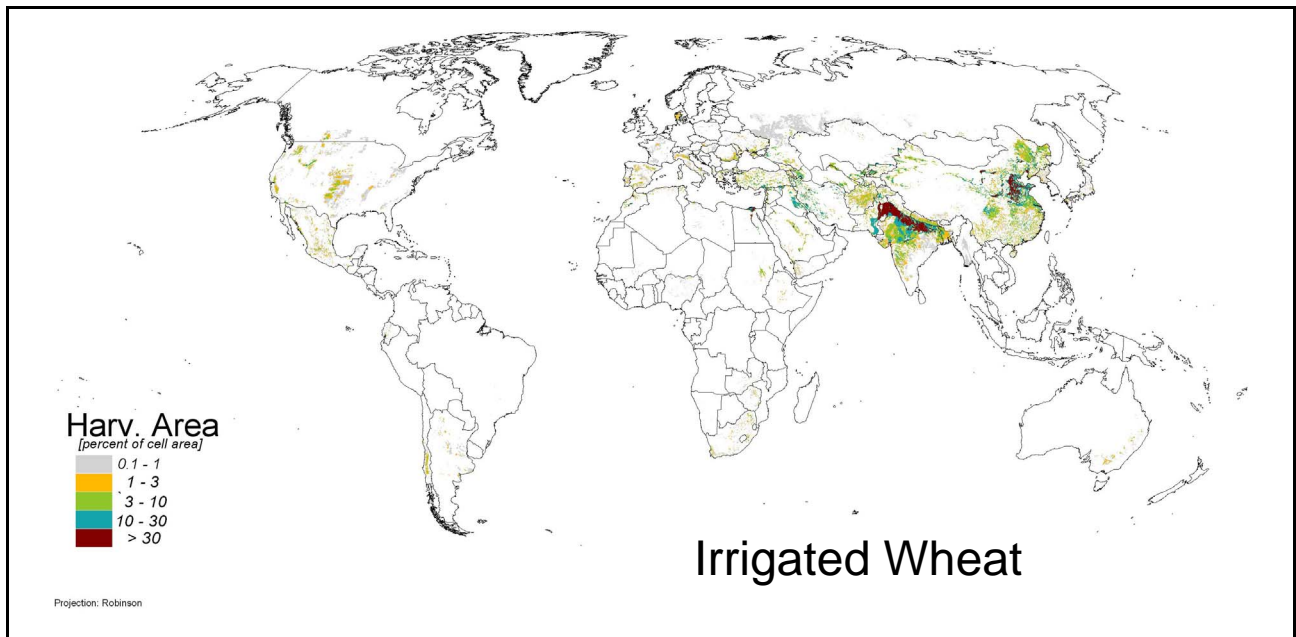 Harv. Area
[percent of cell area]
0.1 - 1
1 - 3
3 - 10
10 - 30
> 30
Irrigated Wheat
Projection: Robinson